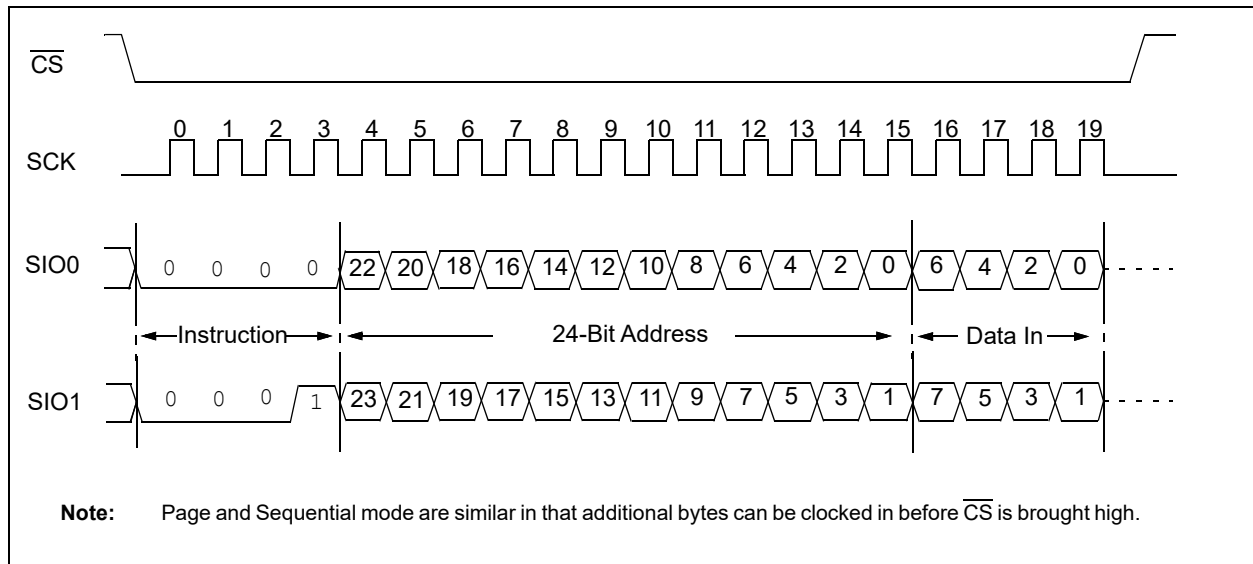 CS
0 1 2 3 4 5 6 7 8 9 10 11 12 13 14 15 16 17 18 19
SCK
SIO0 0 0 0 0 22 20 18 16 14 12 10 8 6 4 2 0 6 4 2 0
Instruction 24-Bit Address Data In
SIO1 0 0 0 1 23 21 19 17 15 13 11 9 7 5 3 1 7 5 3 1
Note: Page and Sequential mode are similar in that additional bytes can be clocked in before CS is brought high.